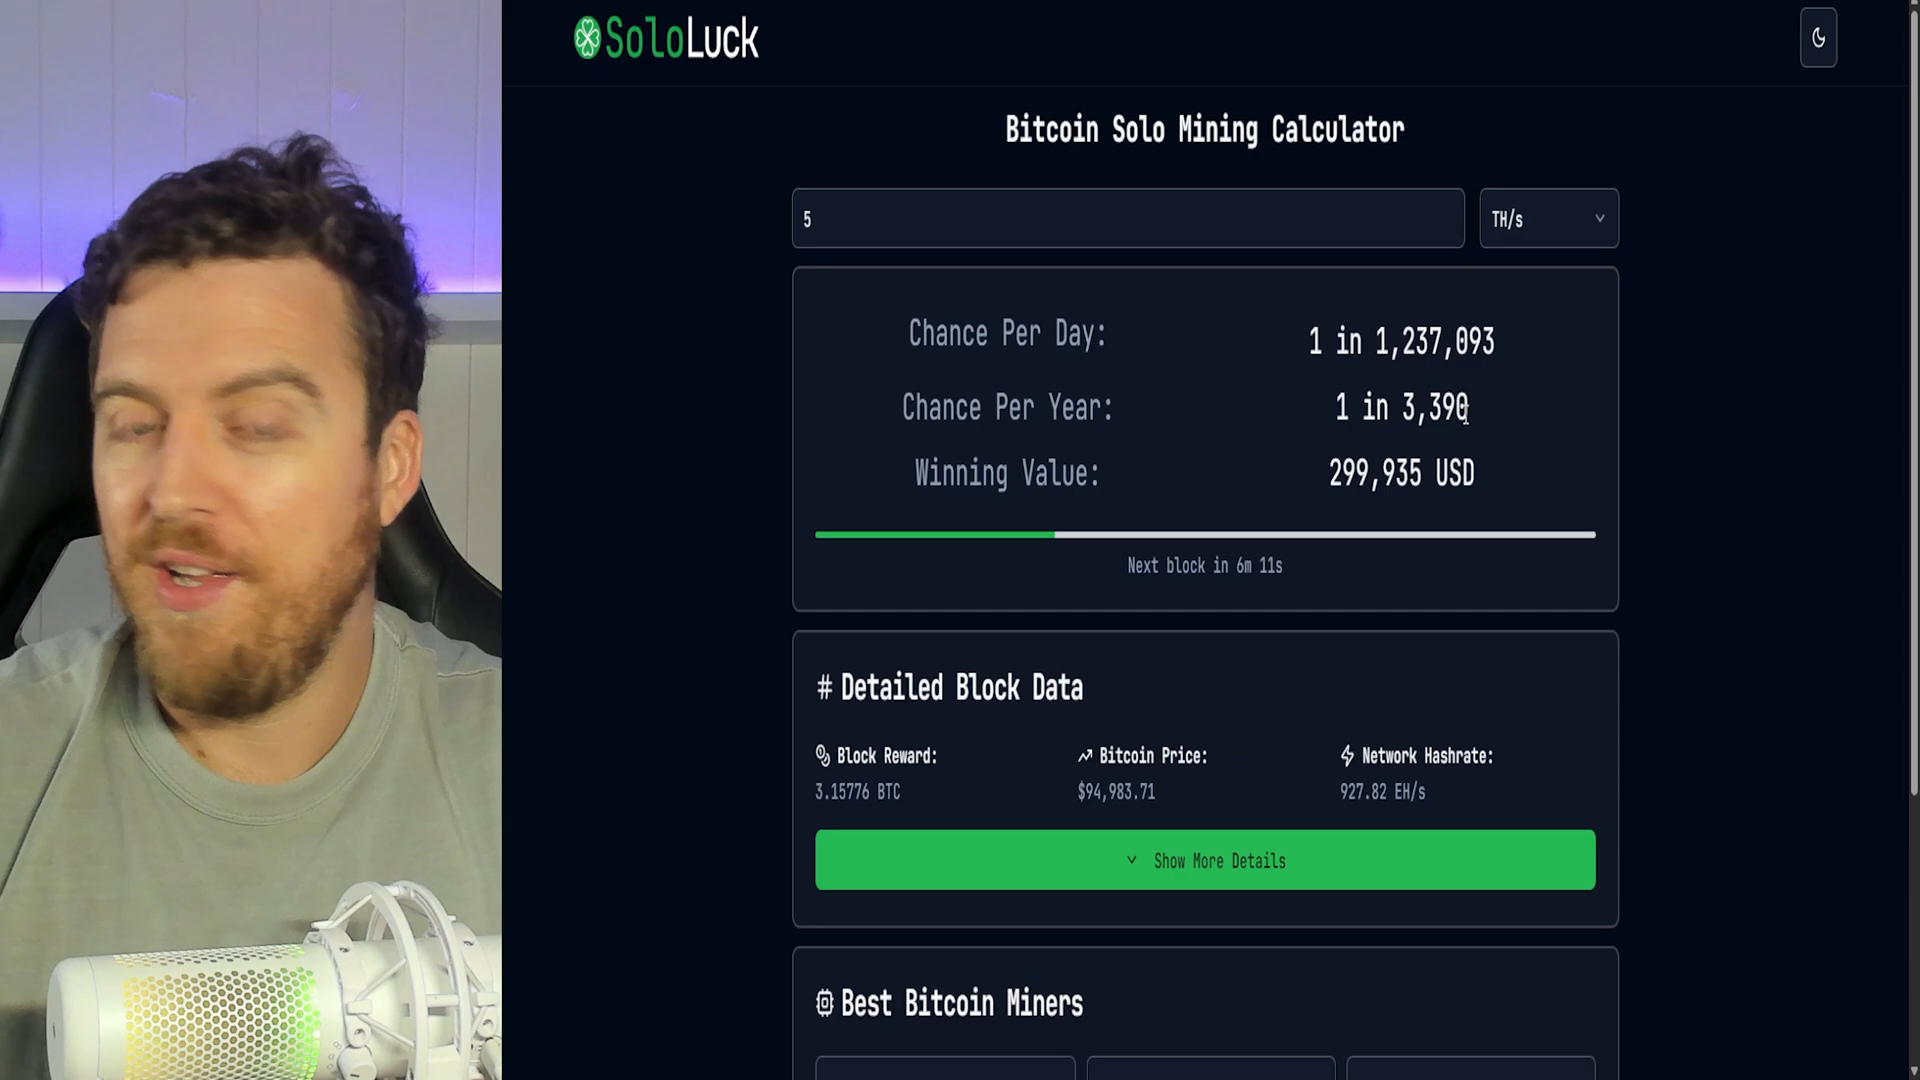 SoloLuck
Bitcoin Solo Mining Calculator
5
TH/s
Chance Per Day:
1 in 1,237,093
Chance Per Year:
1 in 3,390
Winning Value:
299,935 USD
Next block in 6m 11s
# Detailed Block Data
Block Reward:
3.15776 BTC
Bitcoin Price:
$94,983.71
Network Hashrate:
927.82 EH/s
Show More Details
Best Bitcoin Miners